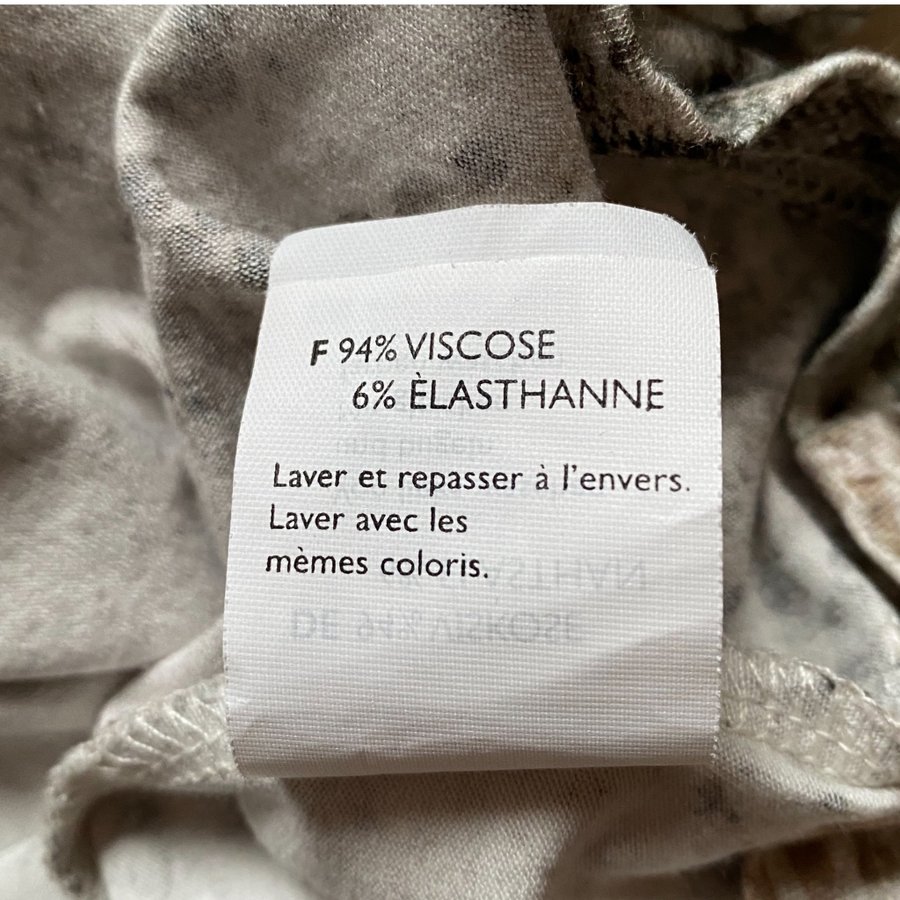 F 94% VISCOSE
6% ÈLASTHANNE
Laver et repasser à l'envers.
Laver avec les
mèmes coloris.